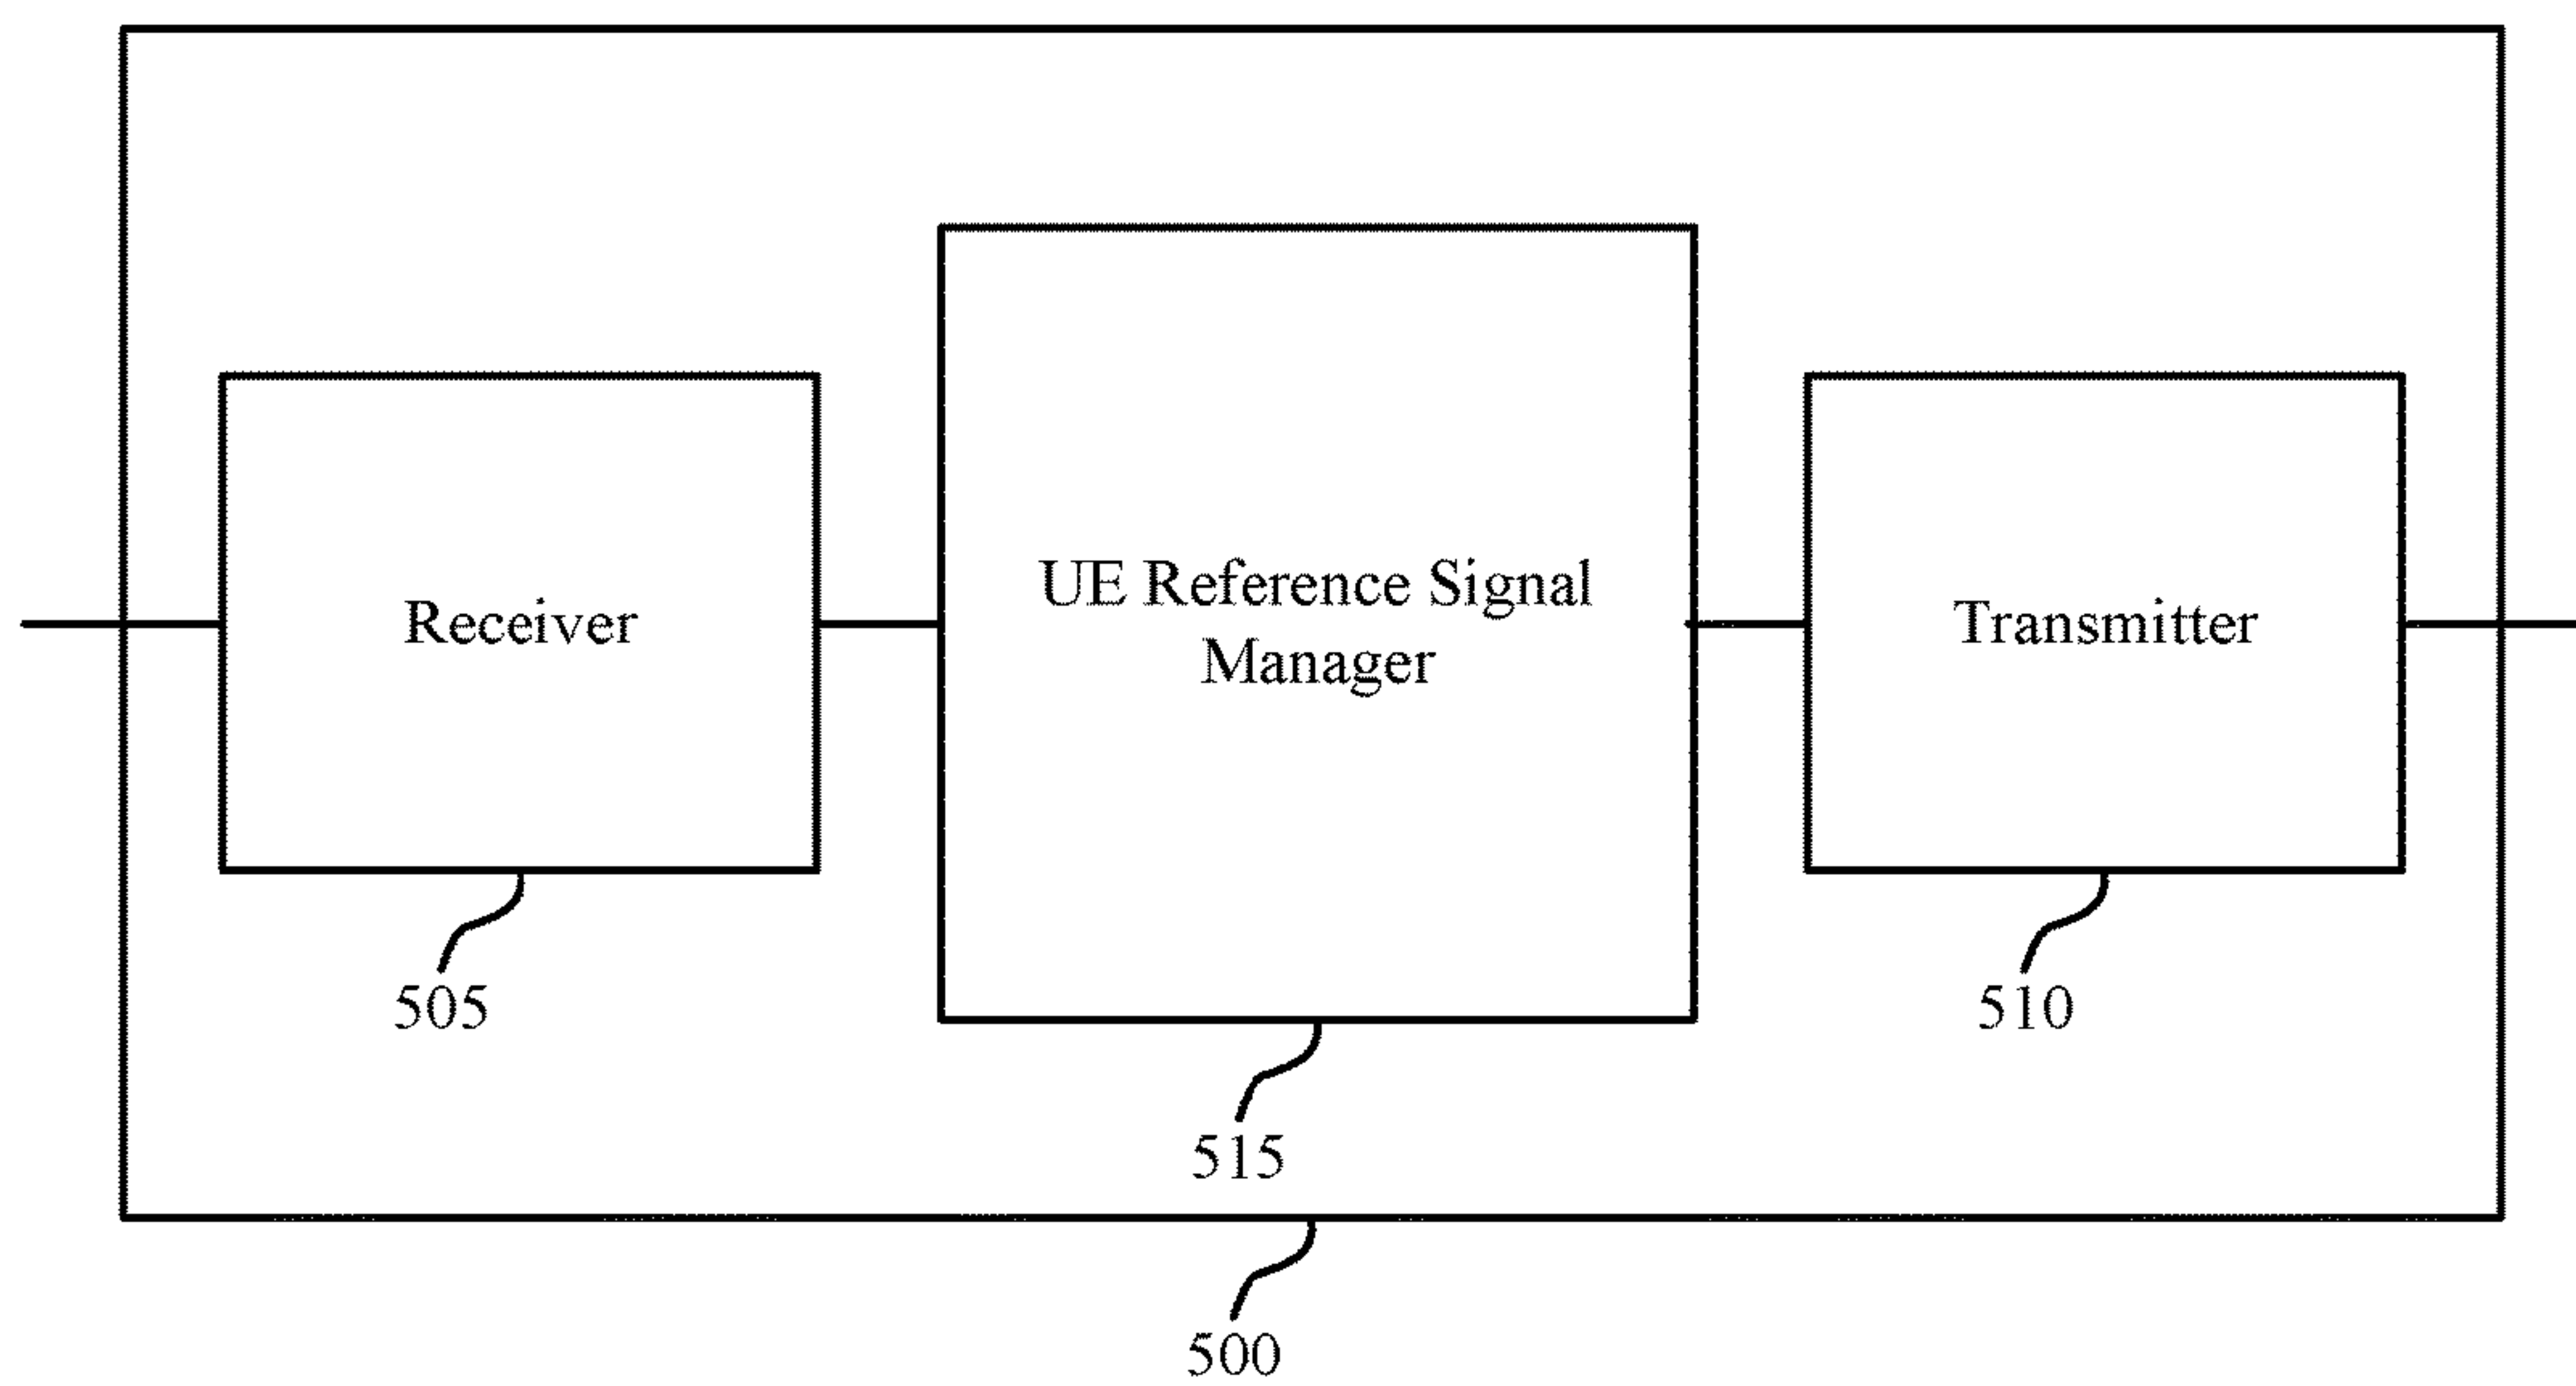 Receiver
UE Reference Signal
Manager
Transmitter
505
510
515
500